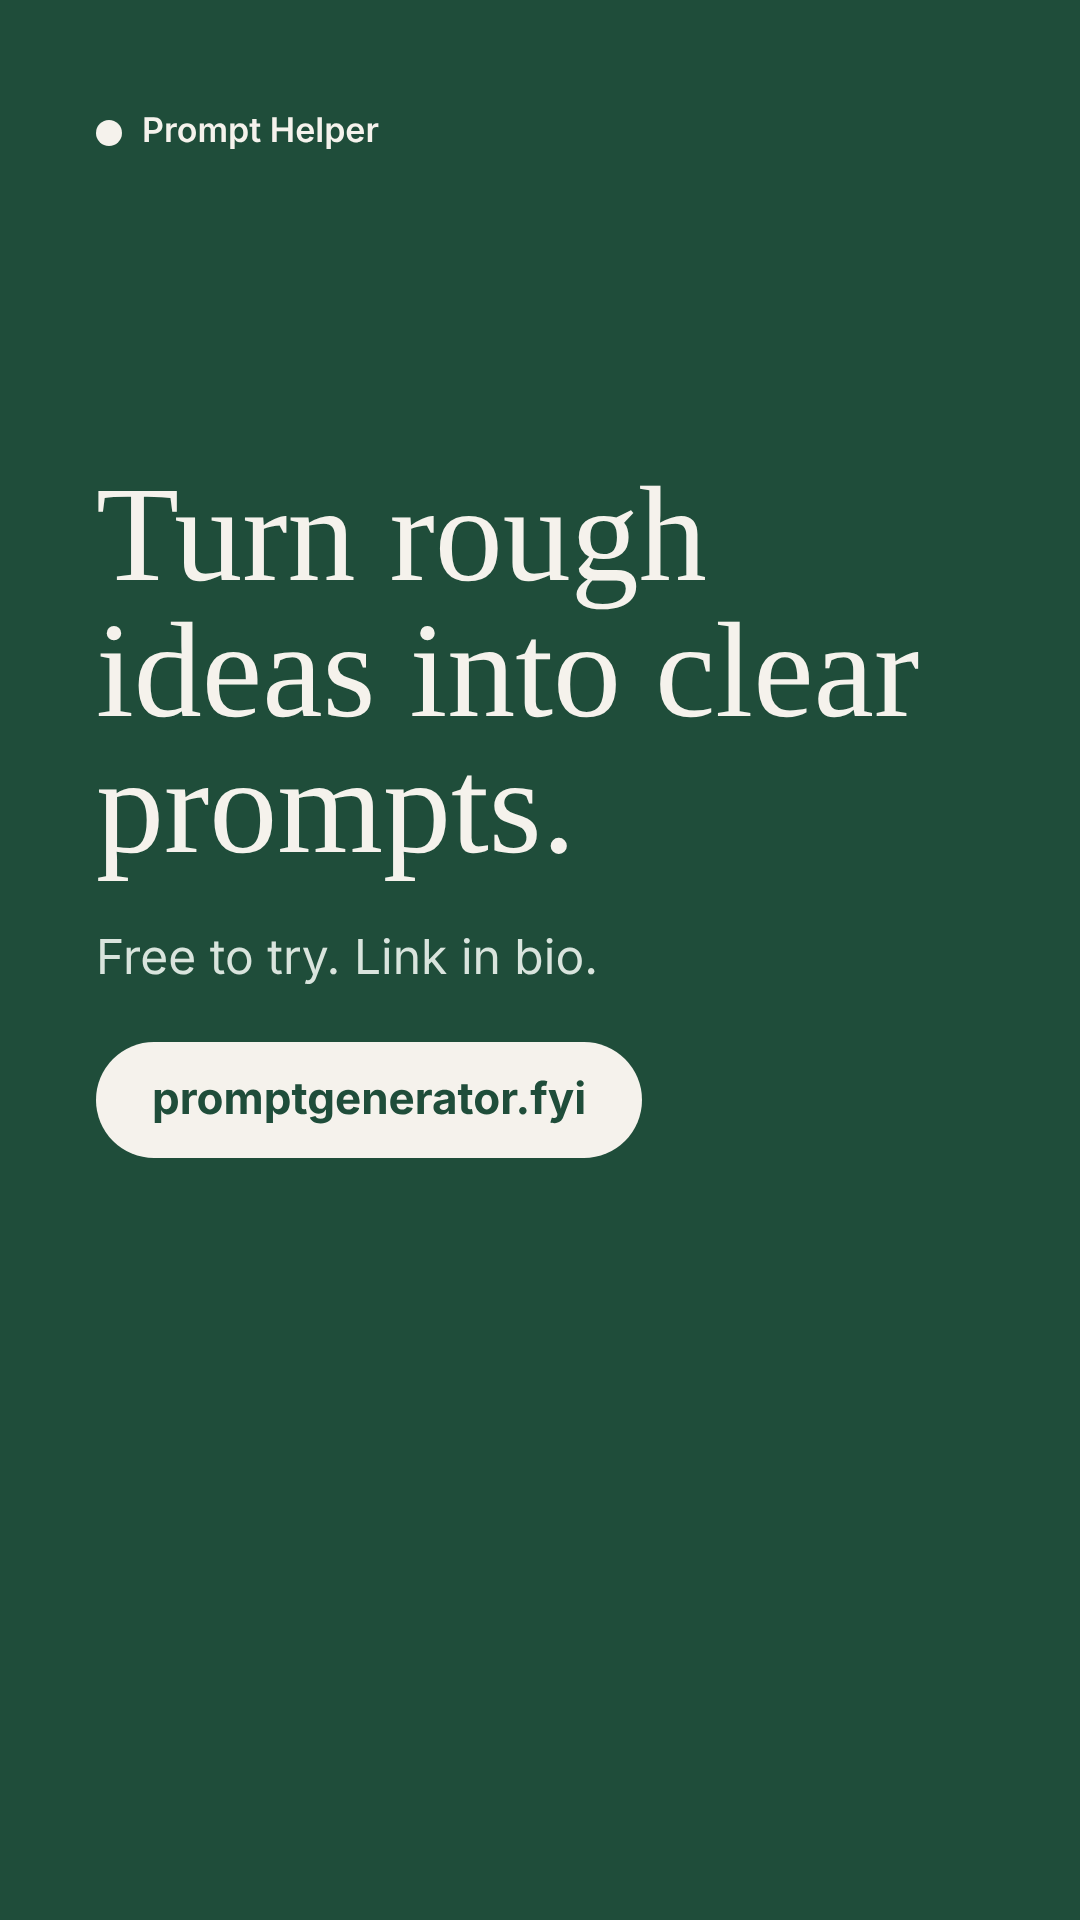 Prompt Helper
Turn rough
ideas into clear
prompts.
Free to try. Link in bio.
promptgenerator.fyi